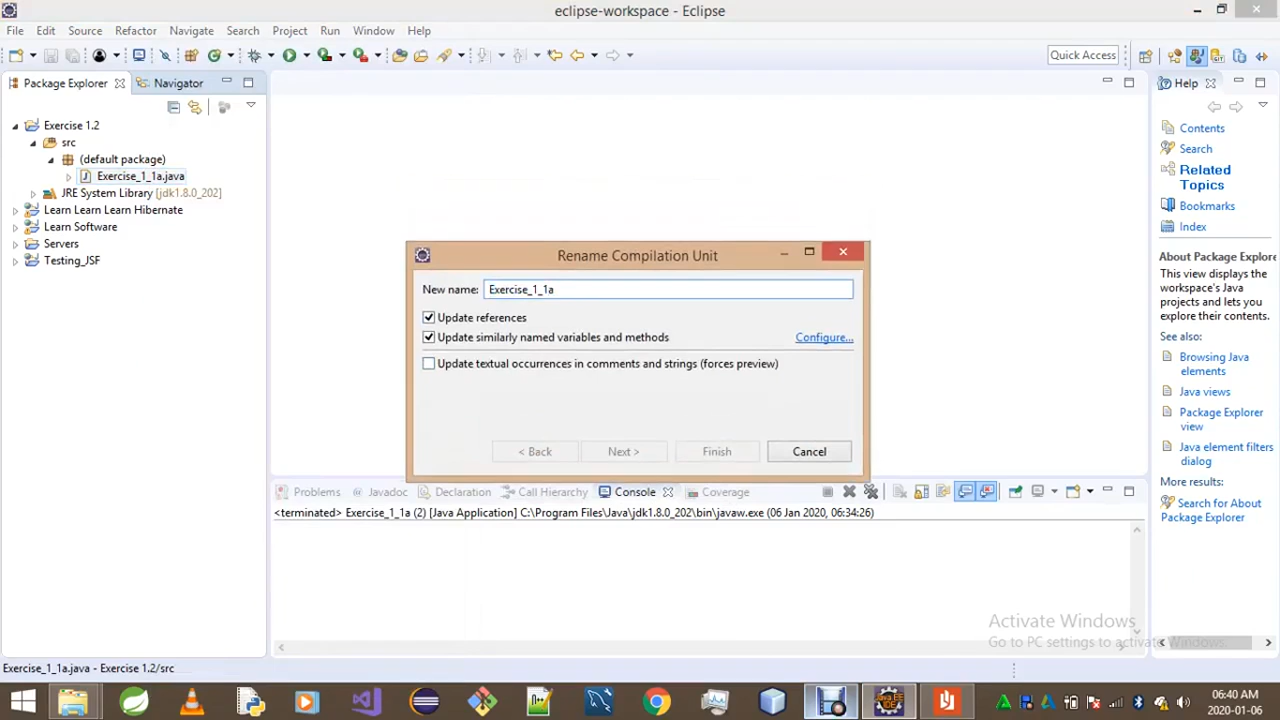 eclipse-workspace - Eclipse
File Edit Source Refactor Navigate Search Project Run Window Help
Quick Access
Package Explorer
Navigator
Exercise 1.2
src
(default package)
Exercise_1_1a.java
JRE System Library [jdk1.8.0_202]
Learn Learn Learn Hibernate
Learn Software
Servers
Testing_JSF
Rename Compilation Unit
New name: Exercise_1_1a
Update references
Update similarly named variables and methods
Configure...
Update textual occurrences in comments and strings (forces preview)
< Back
Next >
Finish
Cancel
Help
Contents
Search
Related
Topics
Bookmarks
Index
About Package Explore
This view displays the
workspace's Java
projects and lets you
explore their contents.
See also:
Browsing Java
elements
Java views
Package Explorer
view
Java element filters
dialog
More results:
Search for About
Package Explorer
Problems Javadoc Declaration Call Hierarchy Console Coverage
<terminated> Exercise_1_1a (2) [Java Application] C:\Program Files\Java\jdk1.8.0_202\bin\javaw.exe (06 Jan 2020, 06:34:26)
Activate Windows
Go to PC settings to activate Windows.
Exercise_1_1a.java - Exercise 1.2/src
Java EE
IDE
06:40 AM
2020-01-06